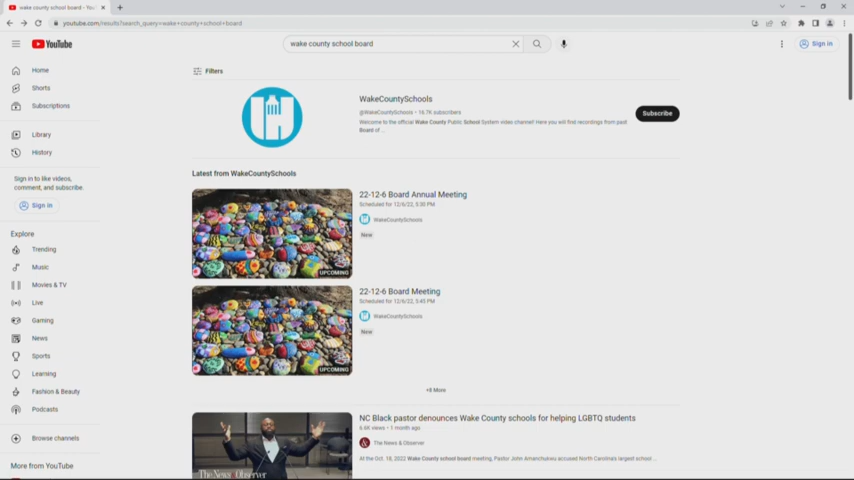 wake county school board - You
youtube.com/results?search_query=wake+county+school+board
YouTube
wake county school board
Sign in
Home
Shorts
Subscriptions
Library
History
Sign in to like videos,
comment, and subscribe.
Sign in
Explore
Trending
Music
Movies & TV
Live
Gaming
News
Sports
Learning
Fashion & Beauty
Podcasts
Browse channels
More from YouTube
Filters
WakeCountySchools
@WakeCountySchools • 16.7K subscribers
Welcome to the official Wake County Public School System video channel! Here you will find recordings from past
Board of ...
Subscribe
Latest from WakeCountySchools
UPCOMING
22-12-6 Board Annual Meeting
Scheduled for 12/6/22, 5:30 PM
WakeCountySchools
New
UPCOMING
22-12-6 Board Meeting
Scheduled for 12/6/22, 5:45 PM
WakeCountySchools
New
+8 More
The News&Observer
NC Black pastor denounces Wake County schools for helping LGBTQ students
6.6K views • 1 month ago
The News & Observer
At the Oct. 18, 2022 Wake County school board meeting, Pastor John Amanchukwu accused North Carolina's largest school ...